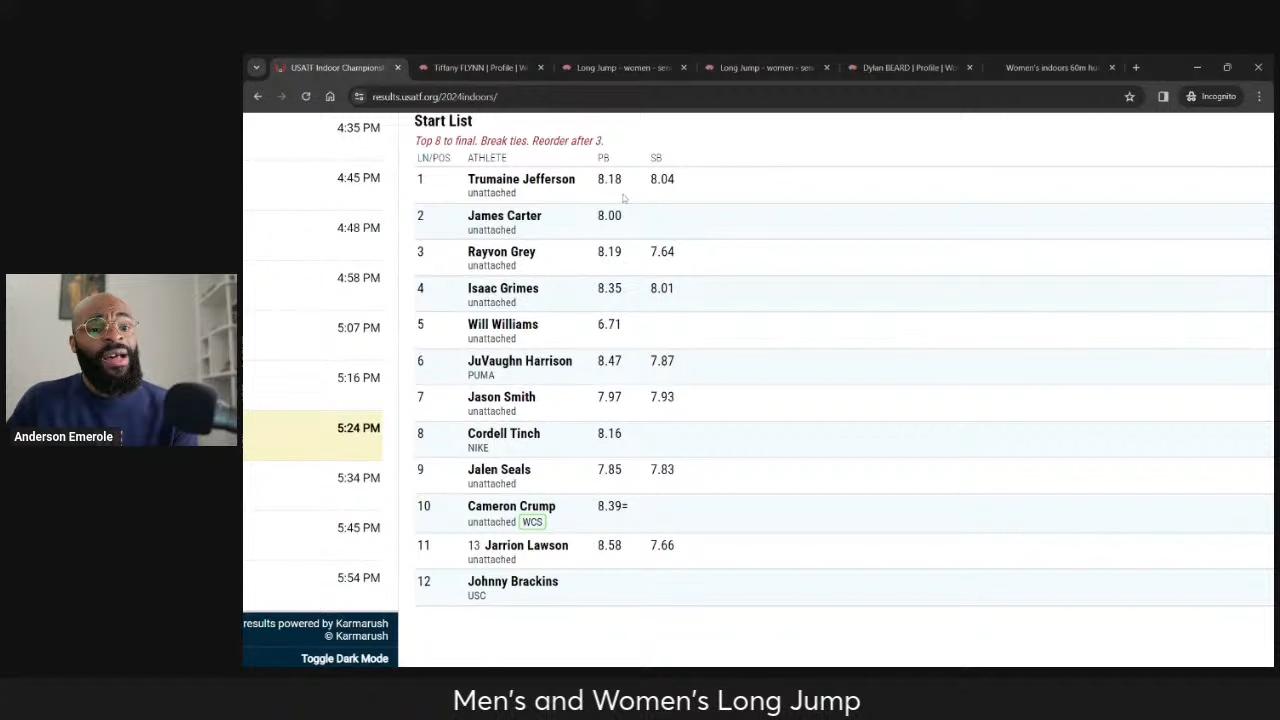 USATF Indoor Championsh
Tiffany FLYNN | Profile | W
Long Jump - women - sen
Long Jump - women - sen
Dylan BEARD | Profile | Wo
Women's indoors 60m hu
results.usatf.org/2024indoors/
Incognito
4:35 PM
4:45 PM
4:48 PM
4:58 PM
5:07 PM
5:16 PM
5:24 PM
5:34 PM
5:45 PM
5:54 PM
results powered by Karmarush
© Karmarush
Toggle Dark Mode
Start List
Top 8 to final. Break ties. Reorder after 3.
LN/POS ATHLETE PB SB
1 Trumaine Jefferson 8.18 8.04
unattached
2 James Carter 8.00
unattached
3 Rayvon Grey 8.19 7.64
unattached
4 Isaac Grimes 8.35 8.01
unattached
5 Will Williams 6.71
unattached
6 JuVaughn Harrison 8.47 7.87
PUMA
7 Jason Smith 7.97 7.93
unattached
8 Cordell Tinch 8.16
NIKE
9 Jalen Seals 7.85 7.83
unattached
10 Cameron Crump 8.39=
unattached WCS
11 13 Jarrion Lawson 8.58 7.66
unattached
12 Johnny Brackins
USC
Anderson Emerole
Men's and Women's Long Jump